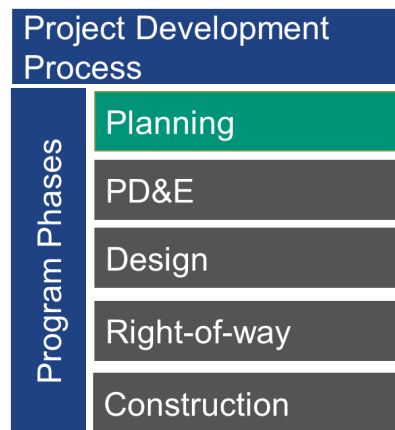 Project Development
Process
Program Phases
Planning
PD&E
Design
Right-of-way
Construction